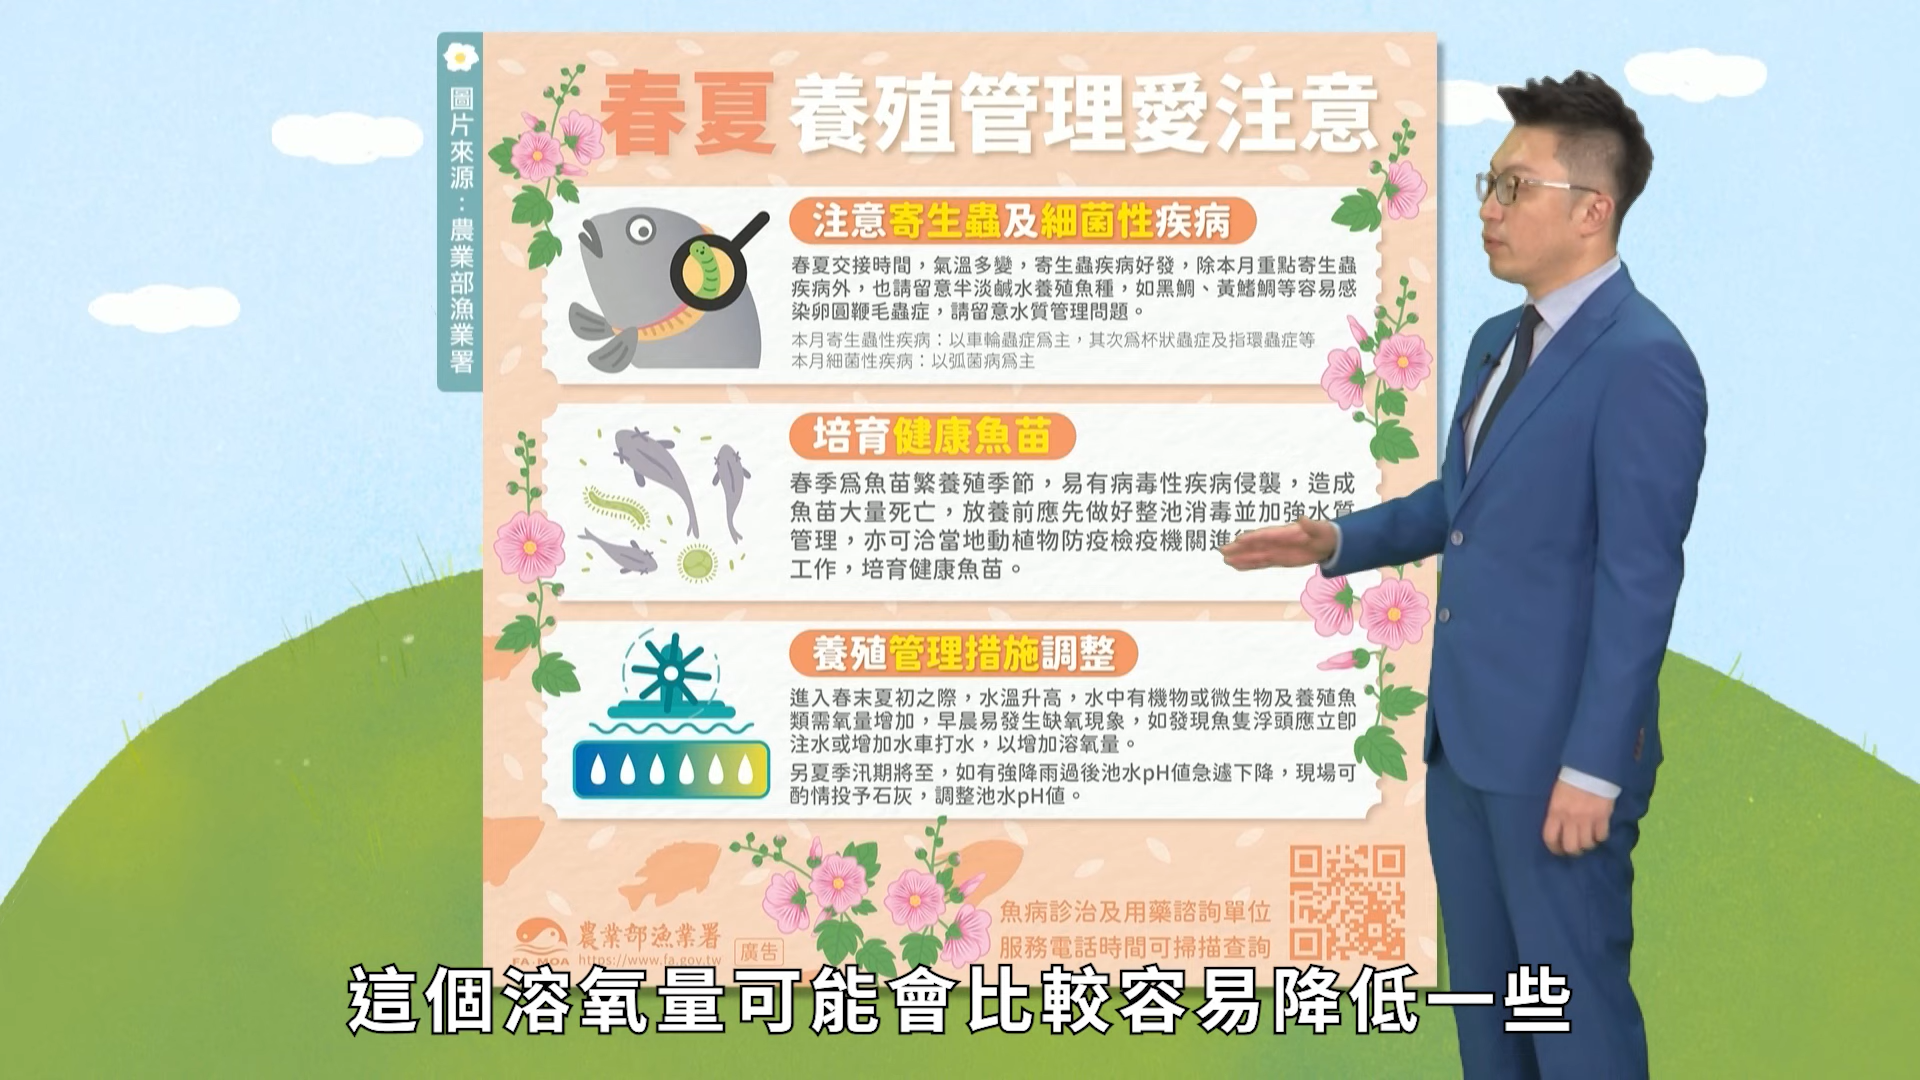 圖片來源：農業部漁業署
春夏養殖管理愛注意
注意寄生蟲及細菌性疾病
春夏交接時間，氣溫多變，寄生蟲疾病好發，除本月重點寄生蟲
疾病外，也請留意半淡鹹水養殖魚種，如黑鯛、黃鰭鯛等容易感
染卵圓鞭毛蟲症，請留意水質管理問題。
本月寄生蟲性疾病：以車輪蟲症為主，其次為杯狀蟲症及指環蟲症等
本月細菌性疾病：以弧菌病為主
培育健康魚苗
春季為魚苗繁養殖季節，易有病毒性疾病侵襲，造成
魚苗大量死亡，放養前應先做好整池消毒並加強水質
管理，亦可洽當地動植物防疫檢疫機關進
工作，培育健康魚苗。
養殖管理措施調整
進入春末夏初之際，水溫升高，水中有機物或微生物及養殖魚
類需氧量增加，早晨易發生缺氧現象，如發現魚隻浮頭應立即
注水或增加水車打水，以增加溶氧量。
另夏季汛期將至，如有強降雨過後池水pH值急遽下降，現場可
酌情投予石灰，調整池水pH值。
魚病診治及用藥諮詢單位
服務電話時間可掃描查詢
農業部漁業署
FA-MOA
https://www.fa.gov.tw
廣告
這個溶氧量可能會比較容易降低一些